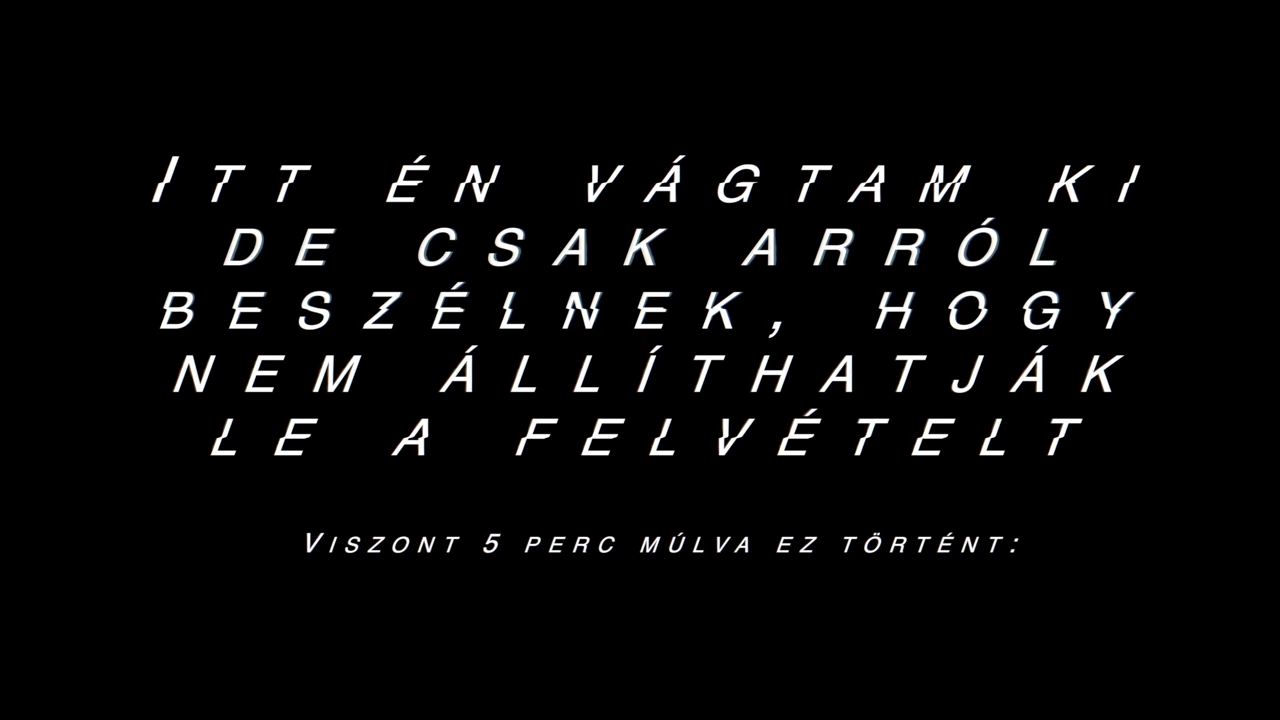 Itt én vágtam ki
de csak arról
beszélnek, hogy
nem állíthatják
le a felvételt
Viszont 5 perc múlva ez történt: